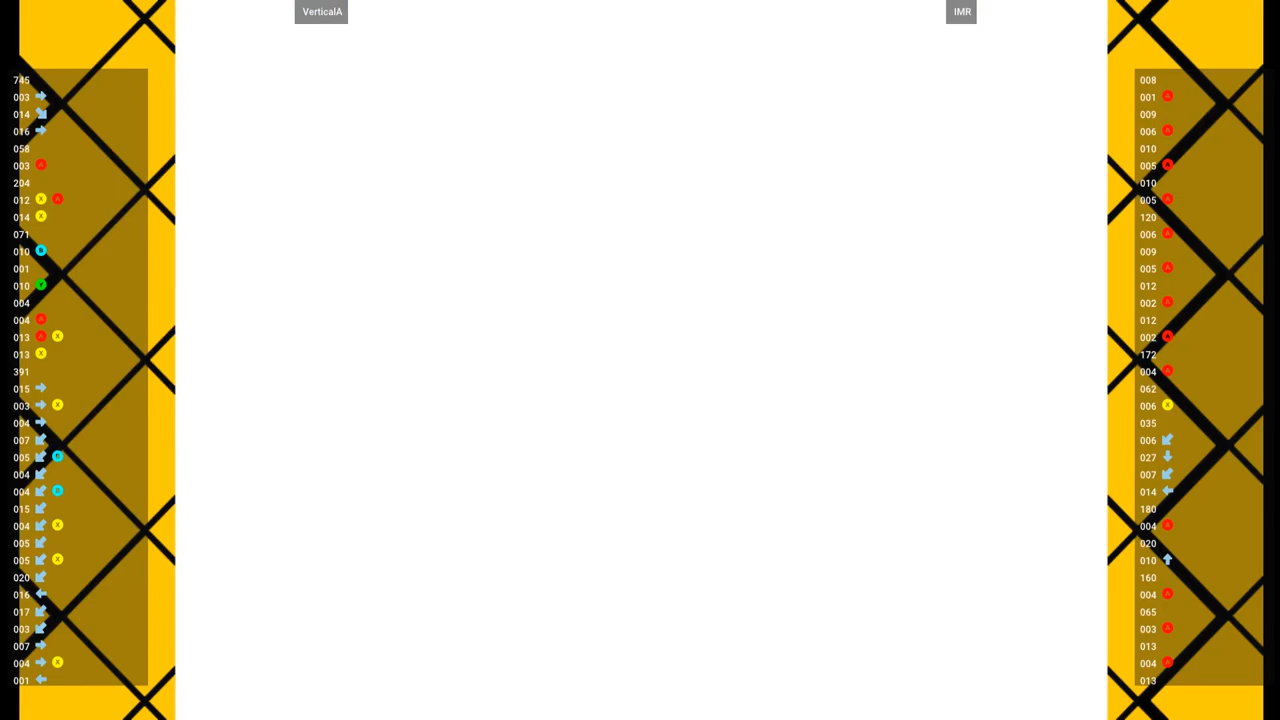 VerticalA
IMR
745
003
014
016
058
003 A
204
012 X A
014 X
071
010 B
001
010 Y
004
004 A
013 A X
013 X
391
015
003 X
004
007
005 B
004
004 B
015
004 X
005
005 X
020
016
017
003
007
004 X
001
008
001 A
009
006 A
010
005 A
010
005 A
120
006 A
009
005 A
012
002 A
012
002 A
172
004 A
062
006 X
035
006
027
007
014
180
004 A
020
010
160
004 A
065
003 A
013
004 A
013